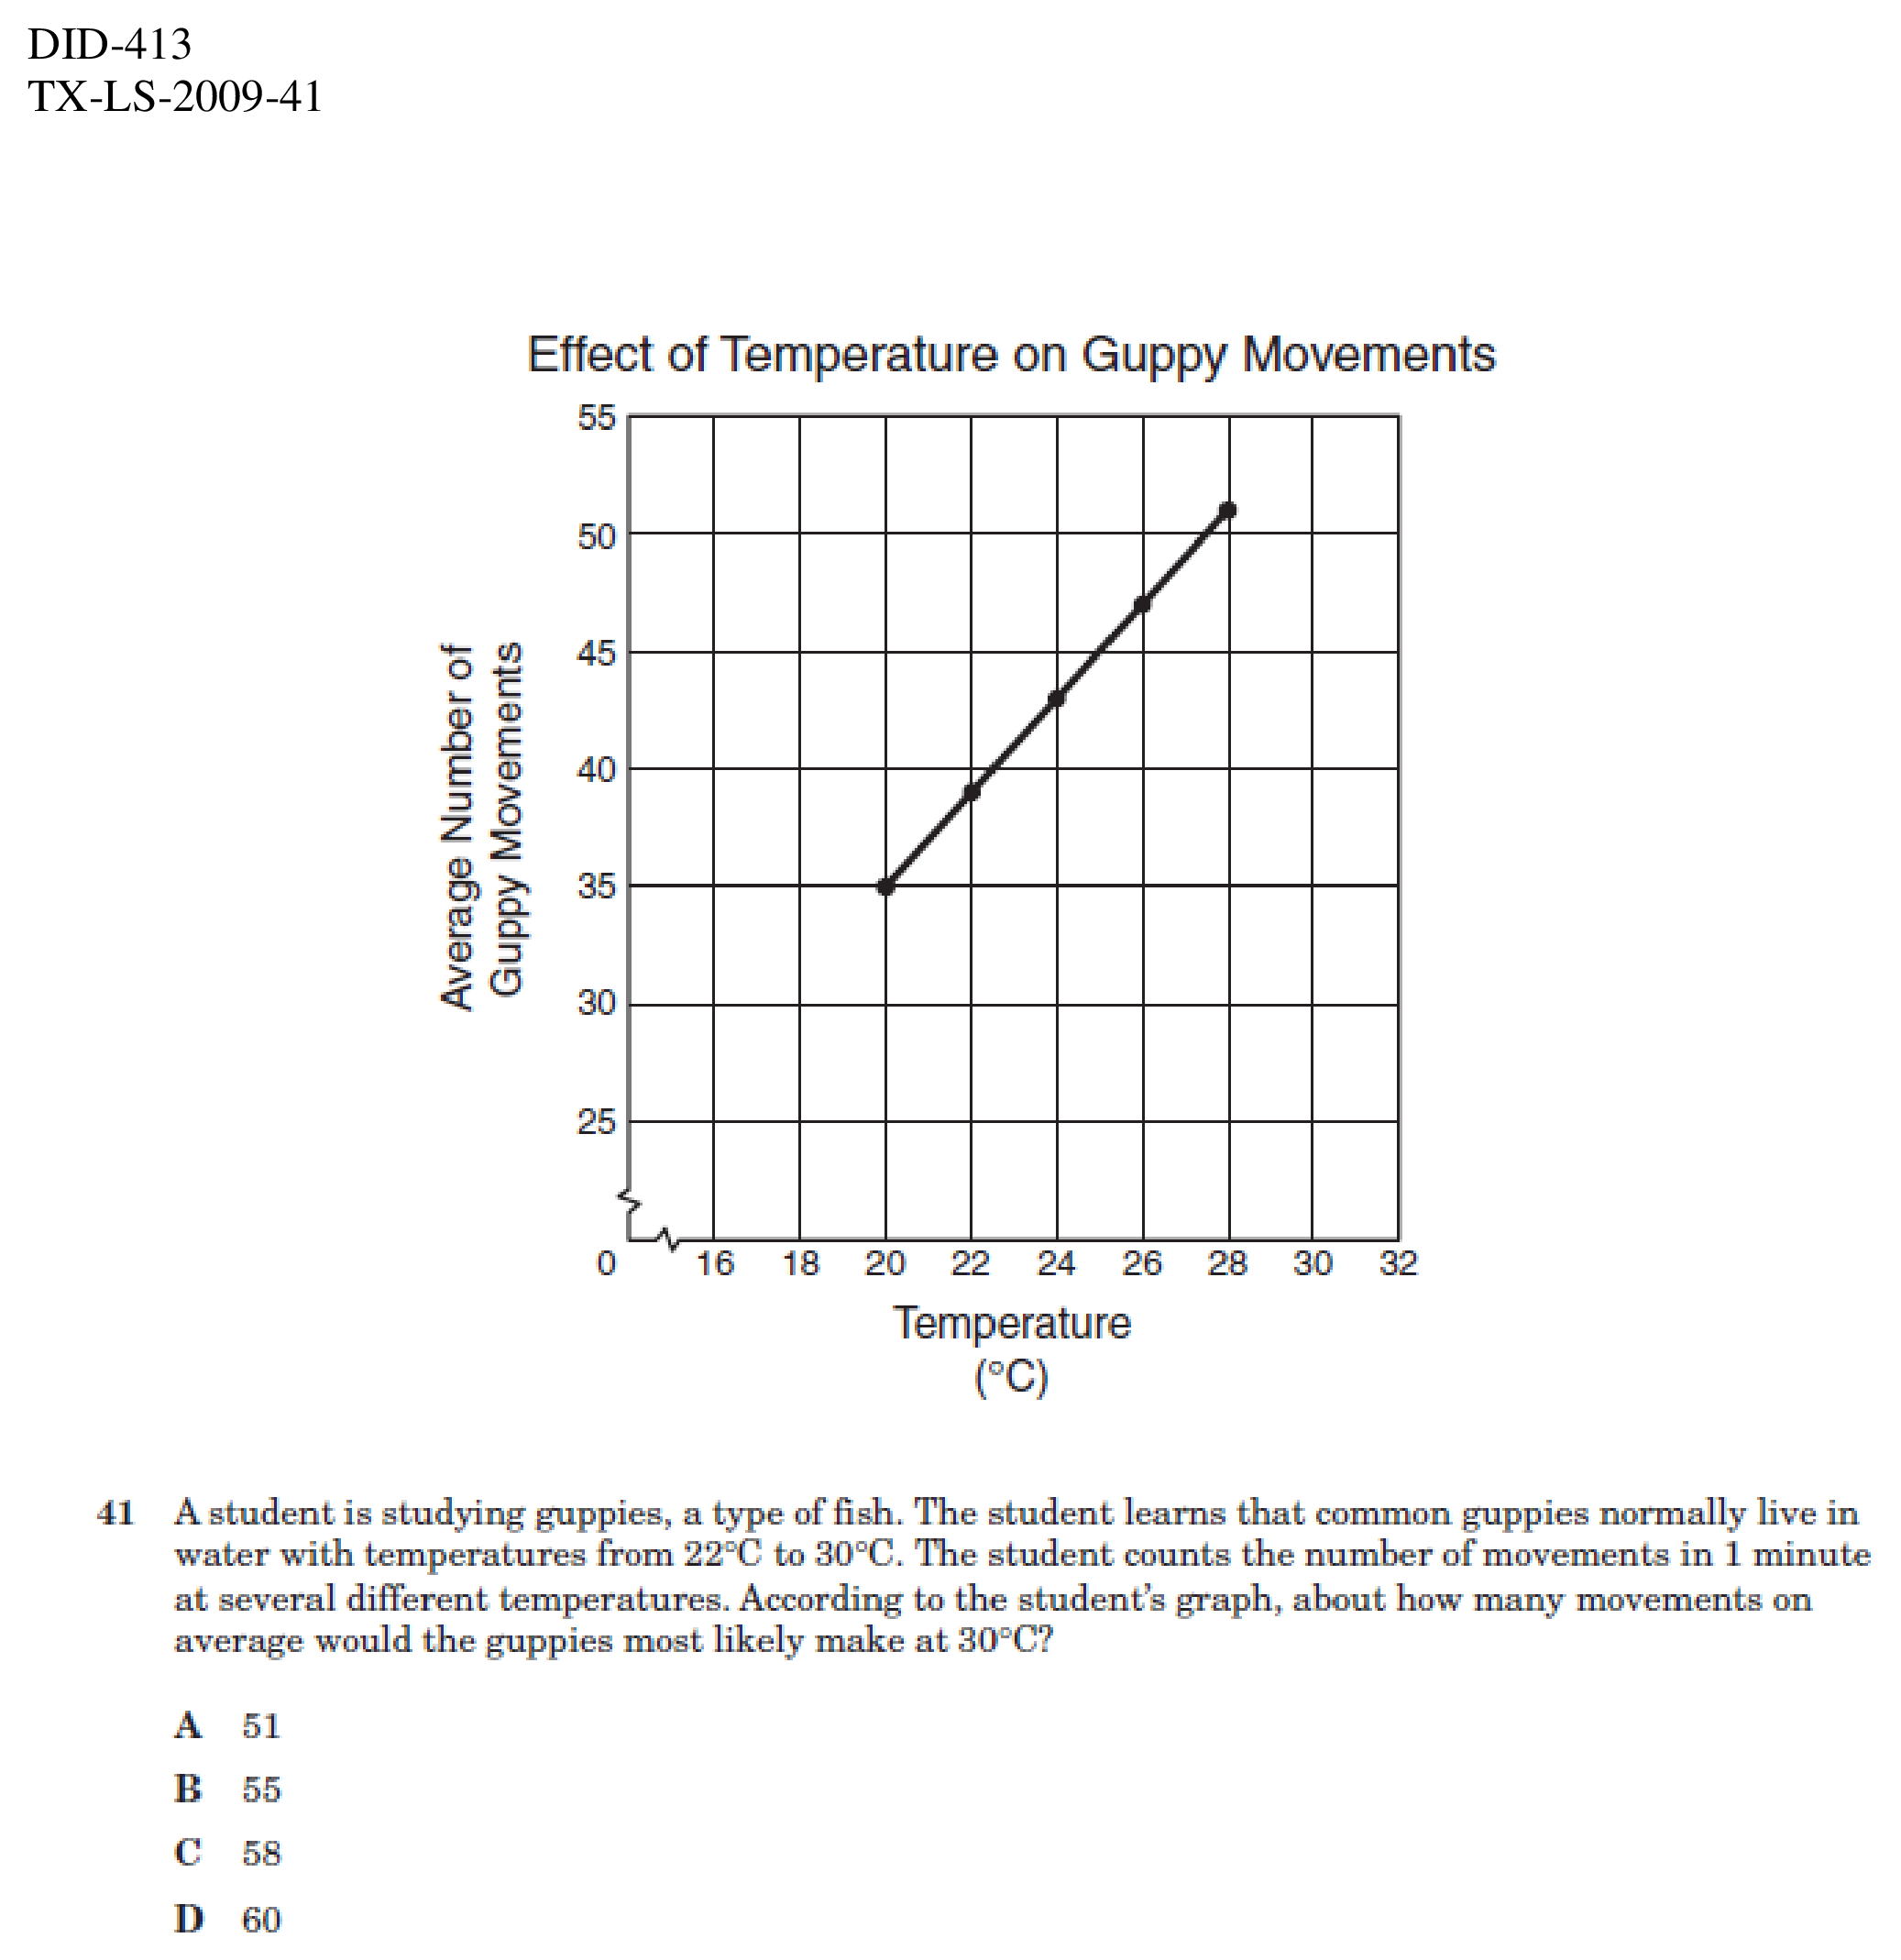 DID-413
TX-LS-2009-41
Effect of Temperature on Guppy Movements
55
50
45
40
35
30
25
0
Average Number of
Guppy Movements
16 18 20 22 24 26 28 30 32
Temperature
(°C)
41 A student is studying guppies, a type of fish. The student learns that common guppies normally live in
water with temperatures from 22°C to 30°C. The student counts the number of movements in 1 minute
at several different temperatures. According to the student's graph, about how many movements on
average would the guppies most likely make at 30°C?
A 51
B 55
C 58
D 60